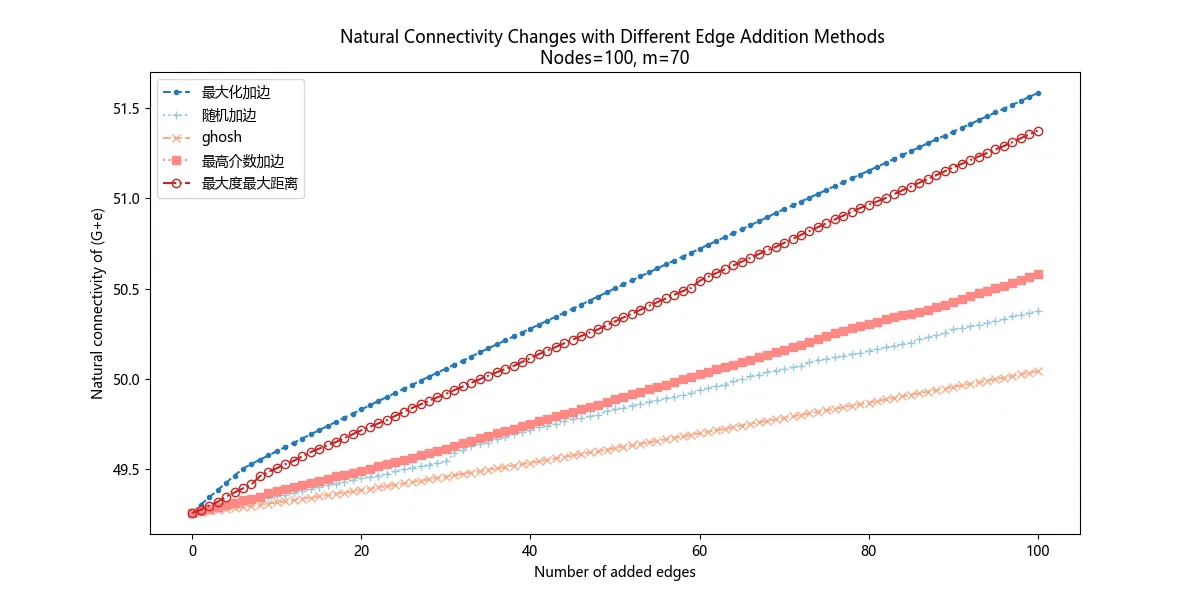 Natural Connectivity Changes with Different Edge Addition Methods
Nodes=100, m=70
最大化加边
随机加边
ghosh
最高介数加边
最大度最大距离
Natural connectivity of (G+e)
51.5
51.0
50.5
50.0
49.5
0 20 40 60 80 100
Number of added edges